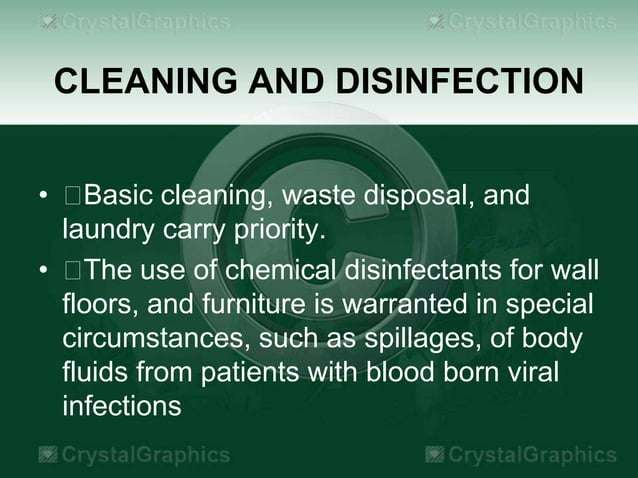 CrystalGraphics CrystalGraphics
CLEANING AND DISINFECTION
• Basic cleaning, waste disposal, and
laundry carry priority.
• The use of chemical disinfectants for wall
floors, and furniture is warranted in special
circumstances, such as spillages, of body
fluids from patients with blood born viral
infections
CrystalGraphics CrystalGraphics